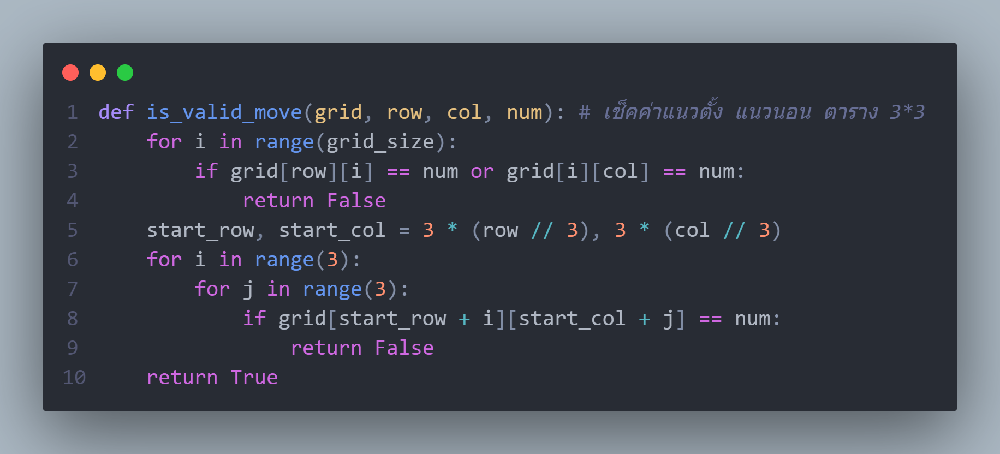 1 def is_valid_move(grid, row, col, num): # เช็คค่าแนวตั้ง แนวนอน ตาราง 3*3
2     for i in range(grid_size):
3         if grid[row][i] == num or grid[i][col] == num:
4             return False
5     start_row, start_col = 3 * (row // 3), 3 * (col // 3)
6     for i in range(3):
7         for j in range(3):
8             if grid[start_row + i][start_col + j] == num:
9                 return False
10     return True